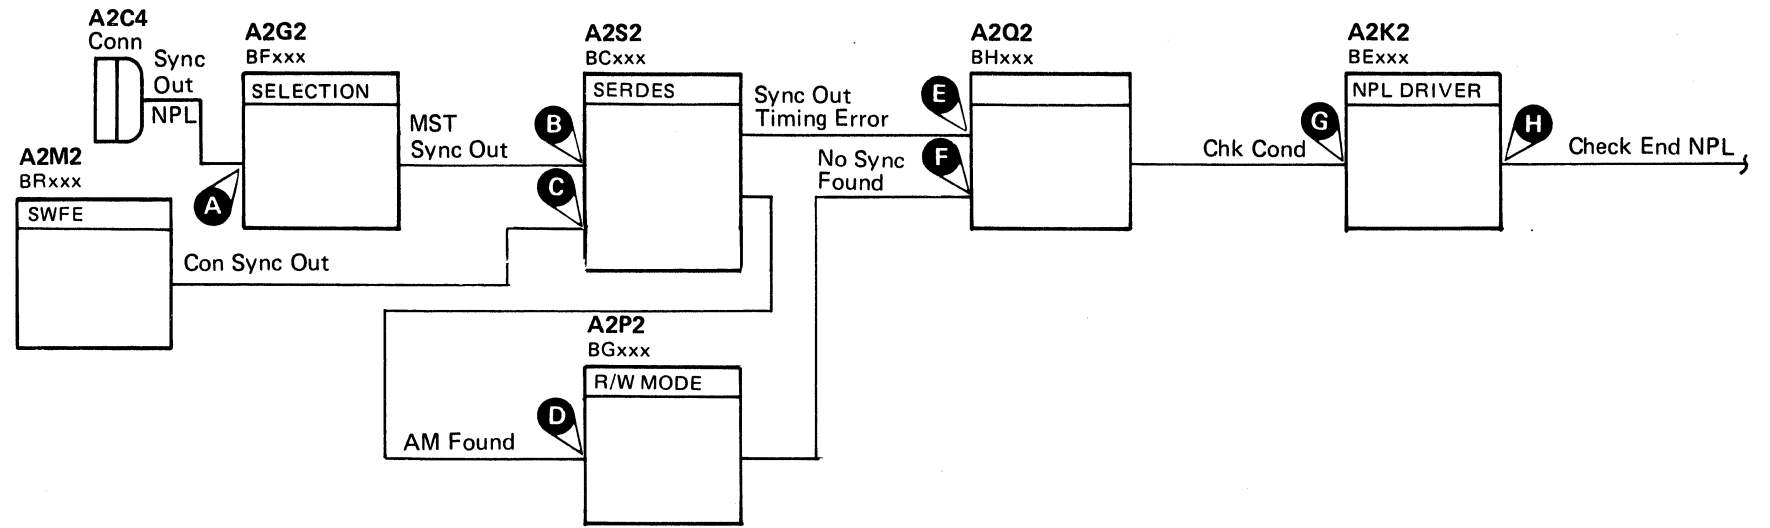 A2C4
Conn
Sync
Out
NPL
A2G2
BFxxx
SELECTION
A
A2M2
BRxxx
SWFE
Con Sync Out
MST
Sync Out
B
C
A2S2
BCxxx
SERDES
Sync Out
Timing Error
E
No Sync
Found
F
A2P2
BGxxx
R/W MODE
D
AM Found
A2Q2
BHxxx
Chk Cond
G
A2K2
BExxx
NPL DRIVER
H
Check End NPL